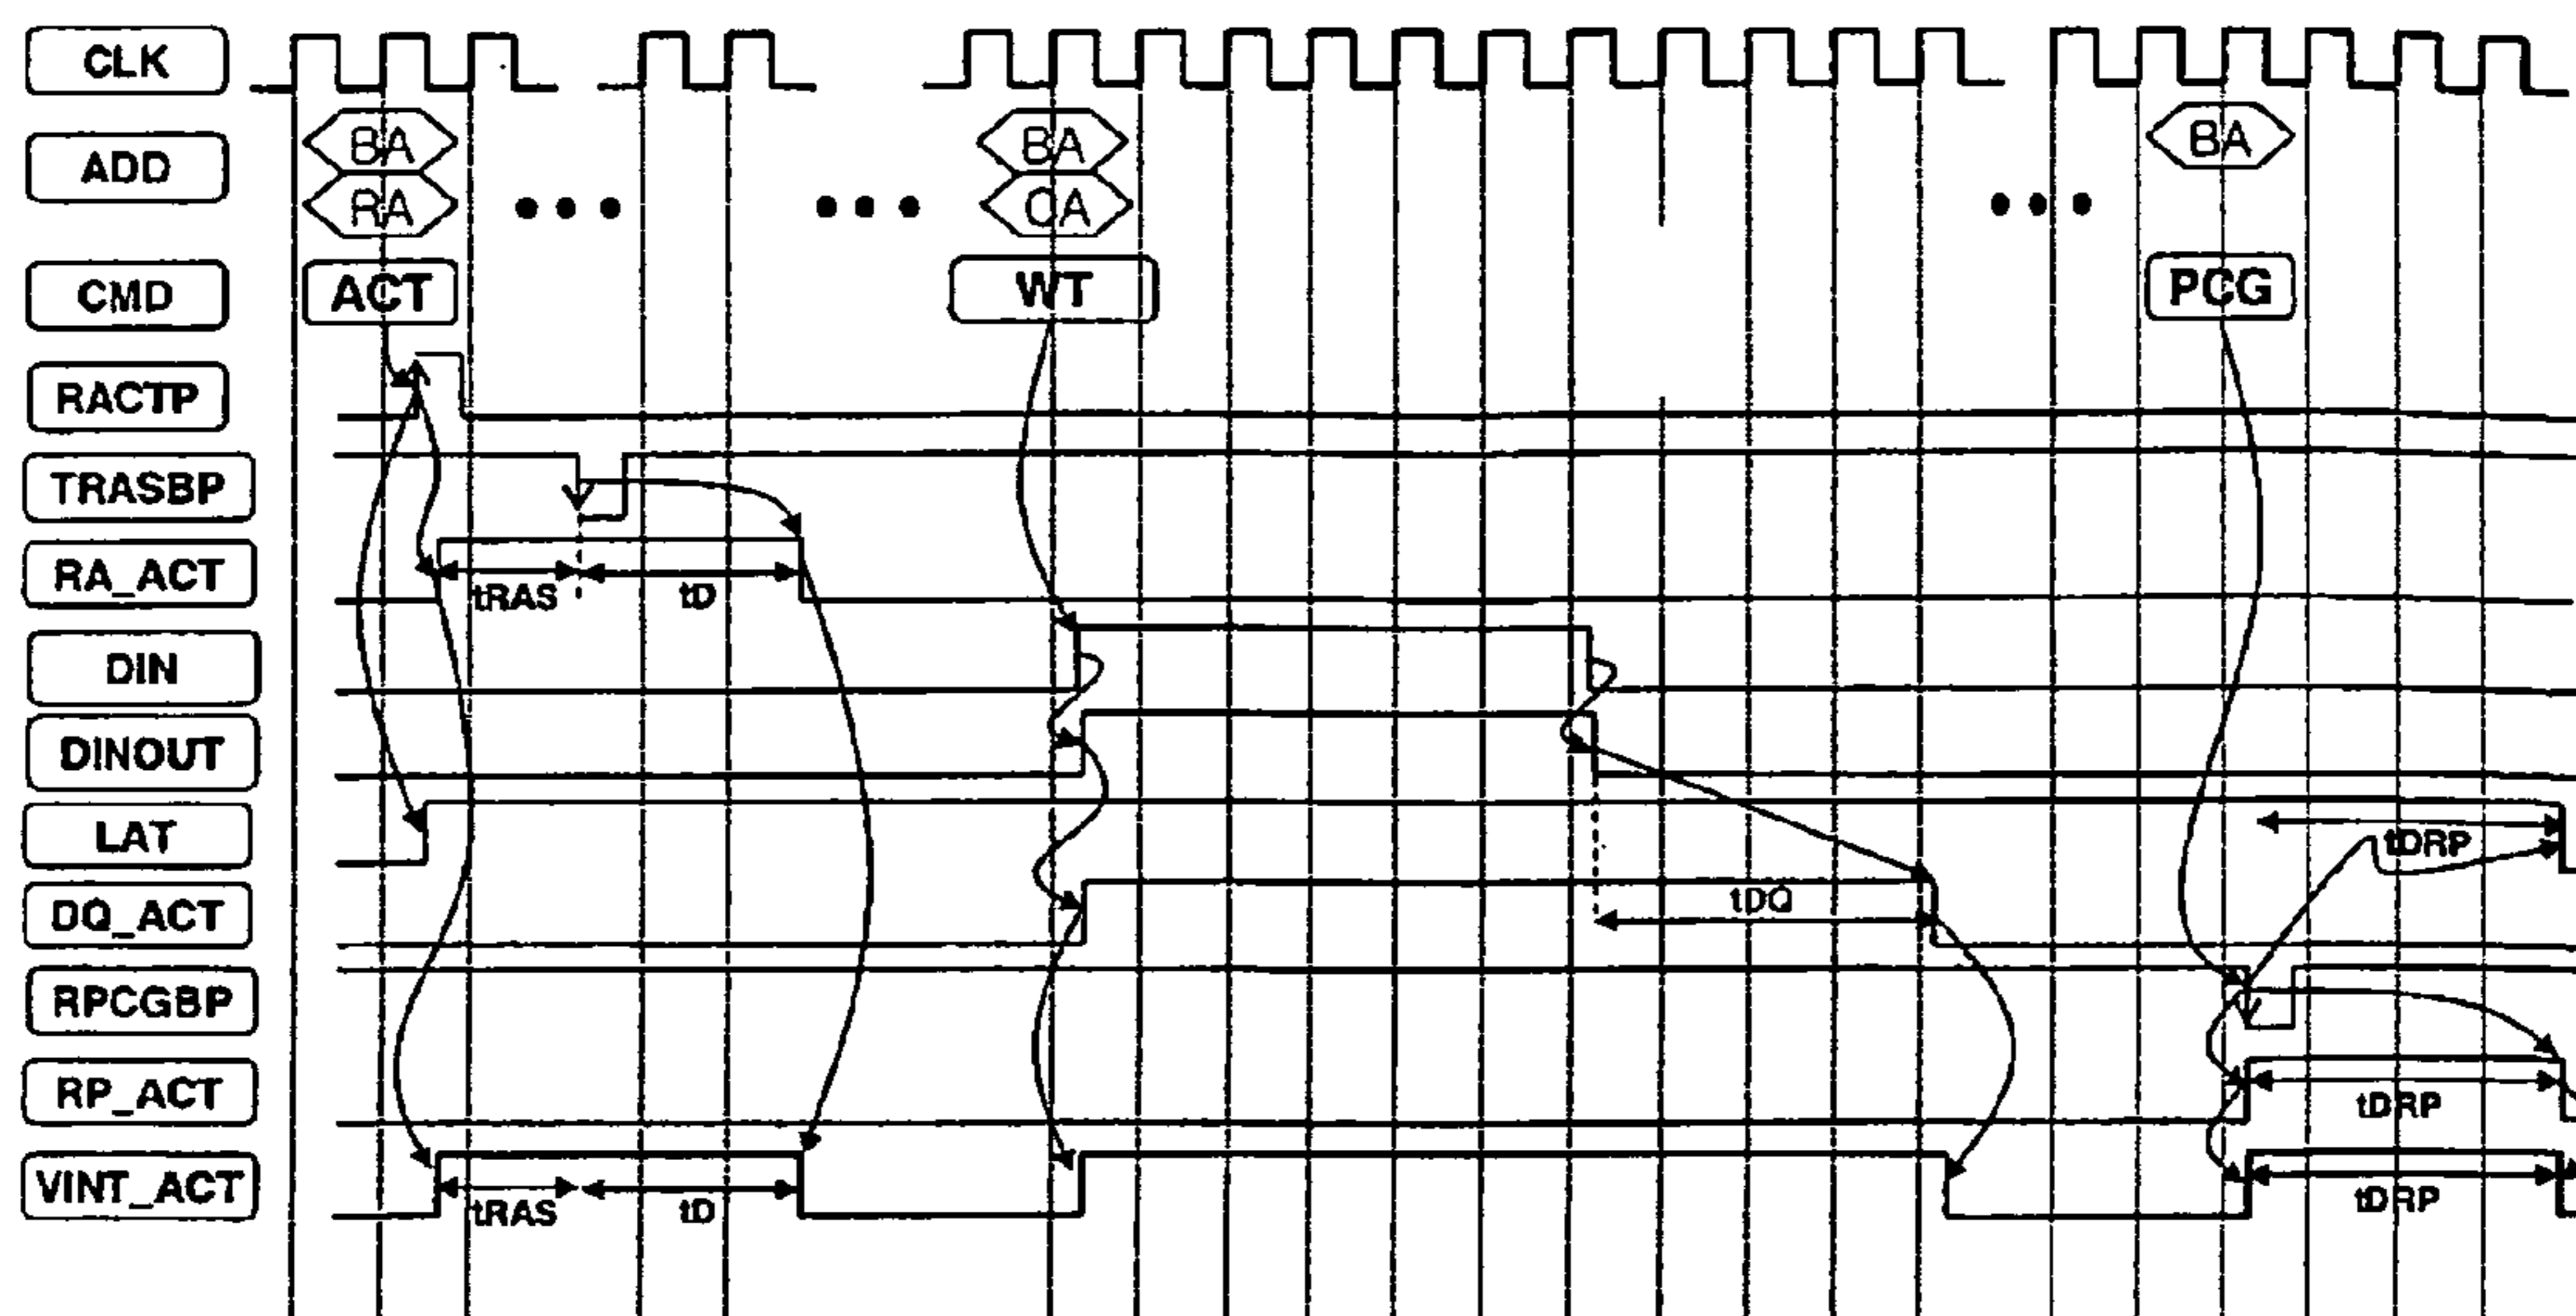 CLK
ADD
BA
BA
BA
RA
CA
CMD
ACT
WT
PCG
RACTP
TRASBP
RA_ACT
tRAS
tD
DIN
DINOUT
LAT
tDRP
DQ_ACT
tDQ
RPCGBP
RP_ACT
tDRP
VINT_ACT
tRAS
tD
tDRP